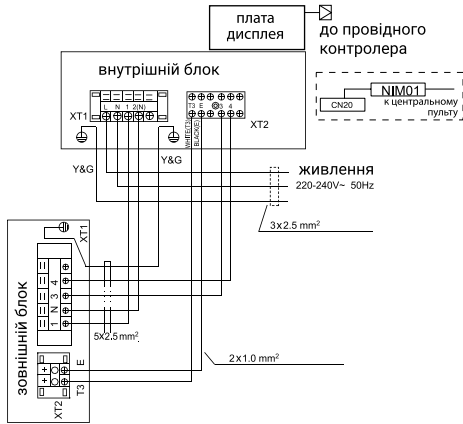 плата
дисплея
до провідного
контролера
внутрішній блок
NIM01
CN20
к центральному
пульту
L N 1 2(N)
T3 E 3 4
XT1
XT2
WHITE(T3)
BLACK(E)
Y&G
Y&G
живлення
220-240V~ 50Hz
3x2.5 mm²
XT1
зовнішній блок
4
3
N
1
5X2.5mm²
2x1.0 mm²
E
T3
XT2